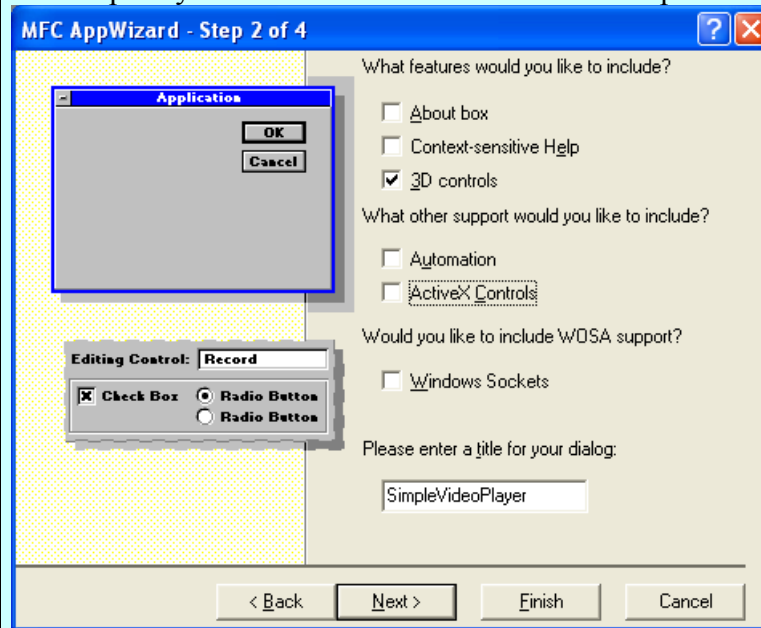 MFC AppWizard - Step 2 of 4
Application
OK
Cancel
Editing Control: Record
Check Box Radio Button
Radio Button
What features would you like to include?
About box
Context-sensitive Help
3D controls
What other support would you like to include?
Automation
ActiveX Controls
Would you like to include WOSA support?
Windows Sockets
Please enter a title for your dialog:
SimpleVideoPlayer
< Back Next > Finish Cancel